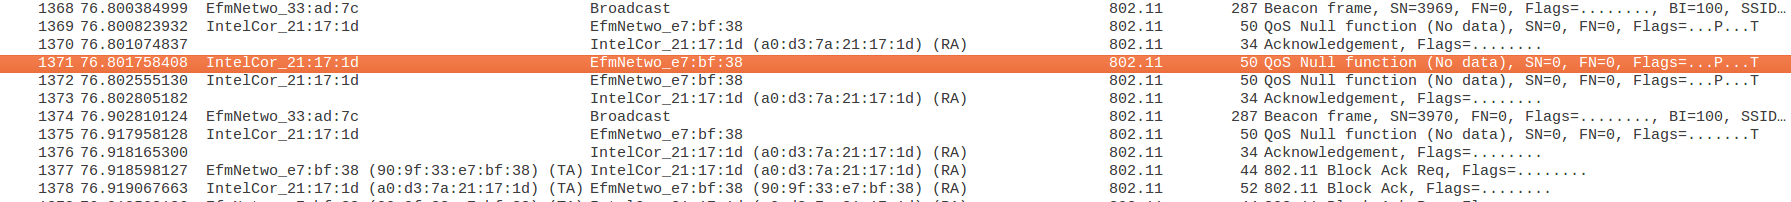 1368 76.800384999 EfmNetwo_33:ad:7c Broadcast 802.11 287 Beacon frame, SN=3969, FN=0, Flags=........, BI=100, SSID…
1369 76.800823932 IntelCor_21:17:1d EfmNetwo_e7:bf:38 802.11 50 QoS Null function (No data), SN=0, FN=0, Flags=...P...T
1370 76.801074837 IntelCor_21:17:1d (a0:d3:7a:21:17:1d) (RA) 802.11 34 Acknowledgement, Flags=........
1371 76.801758408 IntelCor_21:17:1d EfmNetwo_e7:bf:38 802.11 50 QoS Null function (No data), SN=0, FN=0, Flags=...P...T
1372 76.802555130 IntelCor_21:17:1d EfmNetwo_e7:bf:38 802.11 50 QoS Null function (No data), SN=0, FN=0, Flags=...P...T
1373 76.802805182 IntelCor_21:17:1d (a0:d3:7a:21:17:1d) (RA) 802.11 34 Acknowledgement, Flags=........
1374 76.902810124 EfmNetwo_33:ad:7c Broadcast 802.11 287 Beacon frame, SN=3970, FN=0, Flags=........, BI=100, SSID…
1375 76.917958128 IntelCor_21:17:1d EfmNetwo_e7:bf:38 802.11 50 QoS Null function (No data), SN=0, FN=0, Flags=.......T
1376 76.918165300 IntelCor_21:17:1d (a0:d3:7a:21:17:1d) (RA) 802.11 34 Acknowledgement, Flags=........
1377 76.918598127 EfmNetwo_e7:bf:38 (90:9f:33:e7:bf:38) (TA) IntelCor_21:17:1d (a0:d3:7a:21:17:1d) (RA) 802.11 44 802.11 Block Ack Req, Flags=........
1378 76.919067663 IntelCor_21:17:1d (a0:d3:7a:21:17:1d) (TA) EfmNetwo_e7:bf:38 (90:9f:33:e7:bf:38) (RA) 802.11 52 802.11 Block Ack, Flags=........